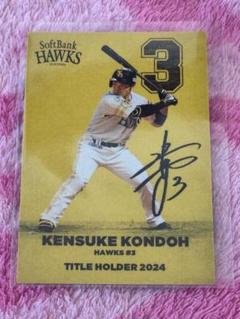 SoftBank
HAWKS
3
KENSUKE KONDOH
HAWKS #3
TITLE HOLDER 2024